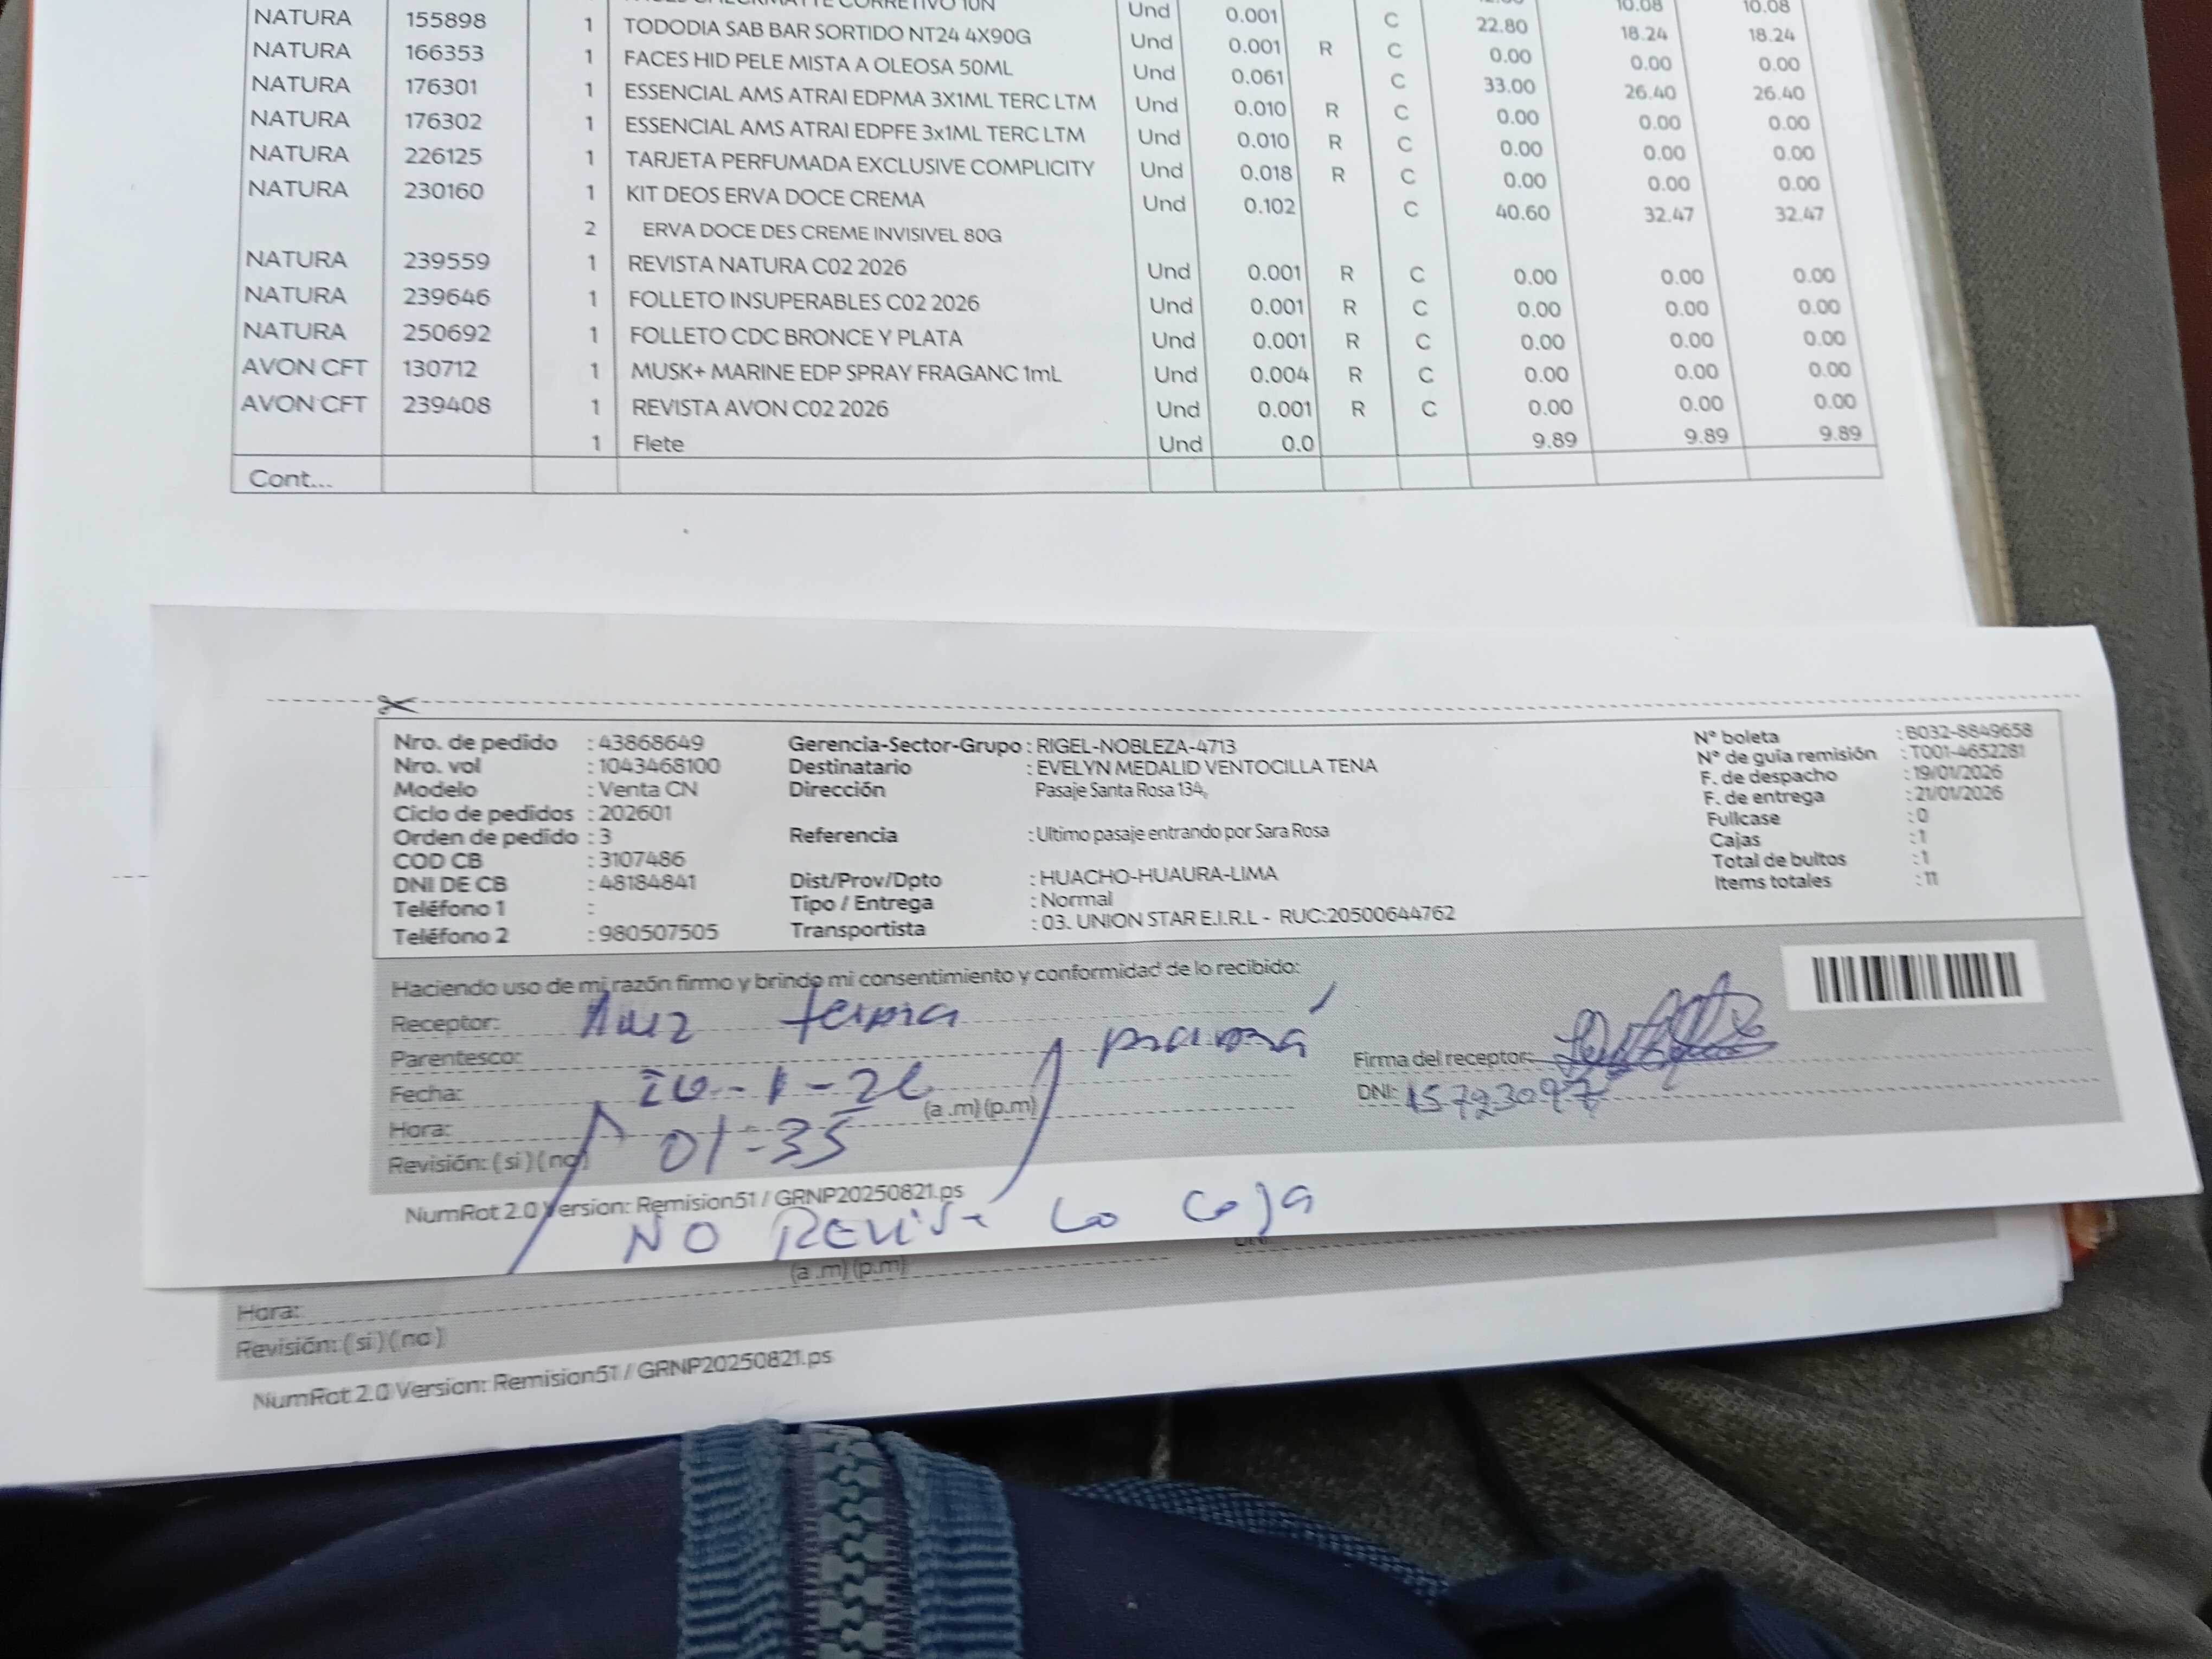 CORRETIVO 10N 10.08 10.08
NATURA 155898 1 TODODIA SAB BAR SORTIDO NT24 4X90G Und 0.001 C 22.80 18.24 18.24
NATURA 166353 1 FACES HID PELE MISTA A OLEOSA 50ML Und 0.001 R C 0.00 0.00 0.00
NATURA 176301 1 ESSENCIAL AMS ATRAI EDPMA 3X1ML TERC LTM Und 0.061 C 33.00 26.40 26.40
NATURA 176302 1 ESSENCIAL AMS ATRAI EDPFE 3x1ML TERC LTM Und 0.010 R C 0.00 0.00 0.00
NATURA 226125 1 TARJETA PERFUMADA EXCLUSIVE COMPLICITY Und 0.010 R C 0.00 0.00 0.00
NATURA 230160 1 KIT DEOS ERVA DOCE CREMA Und 0.018 R C 0.00 0.00 0.00
2 ERVA DOCE DES CREME INVISIVEL 80G Und 0.102 C 40.60 32.47 32.47
NATURA 239559 1 REVISTA NATURA C02 2026 Und 0.001 R C 0.00 0.00 0.00
NATURA 239646 1 FOLLETO INSUPERABLES C02 2026 Und 0.001 R C 0.00 0.00 0.00
NATURA 250692 1 FOLLETO CDC BRONCE Y PLATA Und 0.001 R C 0.00 0.00 0.00
AVON CFT 130712 1 MUSK+ MARINE EDP SPRAY FRAGANC 1mL Und 0.004 R C 0.00 0.00 0.00
AVON CFT 239408 1 REVISTA AVON C02 2026 Und 0.001 R C 0.00 0.00 0.00
1 Flete Und 0.0 9.89 9.89 9.89
Cont...
Nro. de pedido : 43868649 Gerencia-Sector-Grupo : RIGEL-NOBLEZA-4713 N° boleta : B032-8849658
Nro. vol : 1043468100 Destinatario : EVELYN MEDALID VENTOCILLA TENA N° de guía remisión : T001-4652281
Modelo : Venta CN Dirección Pasaje Santa Rosa 134, F. de despacho : 19/01/2026
Ciclo de pedidos : 202601 F. de entrega : 21/01/2026
Orden de pedido : 3 Referencia : Ultimo pasaje entrando por Sara Rosa Fullcase : 0
COD CB : 3107486 Cajas : 1
DNI DE CB : 48184841 Dist/Prov/Dpto : HUACHO-HUAURA-LIMA Total de bultos : 1
Teléfono 1 : Tipo / Entrega : Normal Items totales : 11
Teléfono 2 : 980507505 Transportista : 03. UNION STAR E.I.R.L - RUC:20500644762
Haciendo uso de mi razón firmo y brindo mi consentimiento y conformidad de lo recibido:
Receptor:
Parentesco: mamá Firma del receptor:
Fecha: DNI: 15723097
Hora: 01-35 (a .m) (p.m)
Revisión: ( si ) ( no )
NumRot 2.0 Version: Remision51 / GRNP20250821.ps
NO Revisa la caja
(a .m) (p.m)
Hora:
Revisión: ( si ) ( no )
NumRot 2.0 Version: Remision51 / GRNP20250821.ps